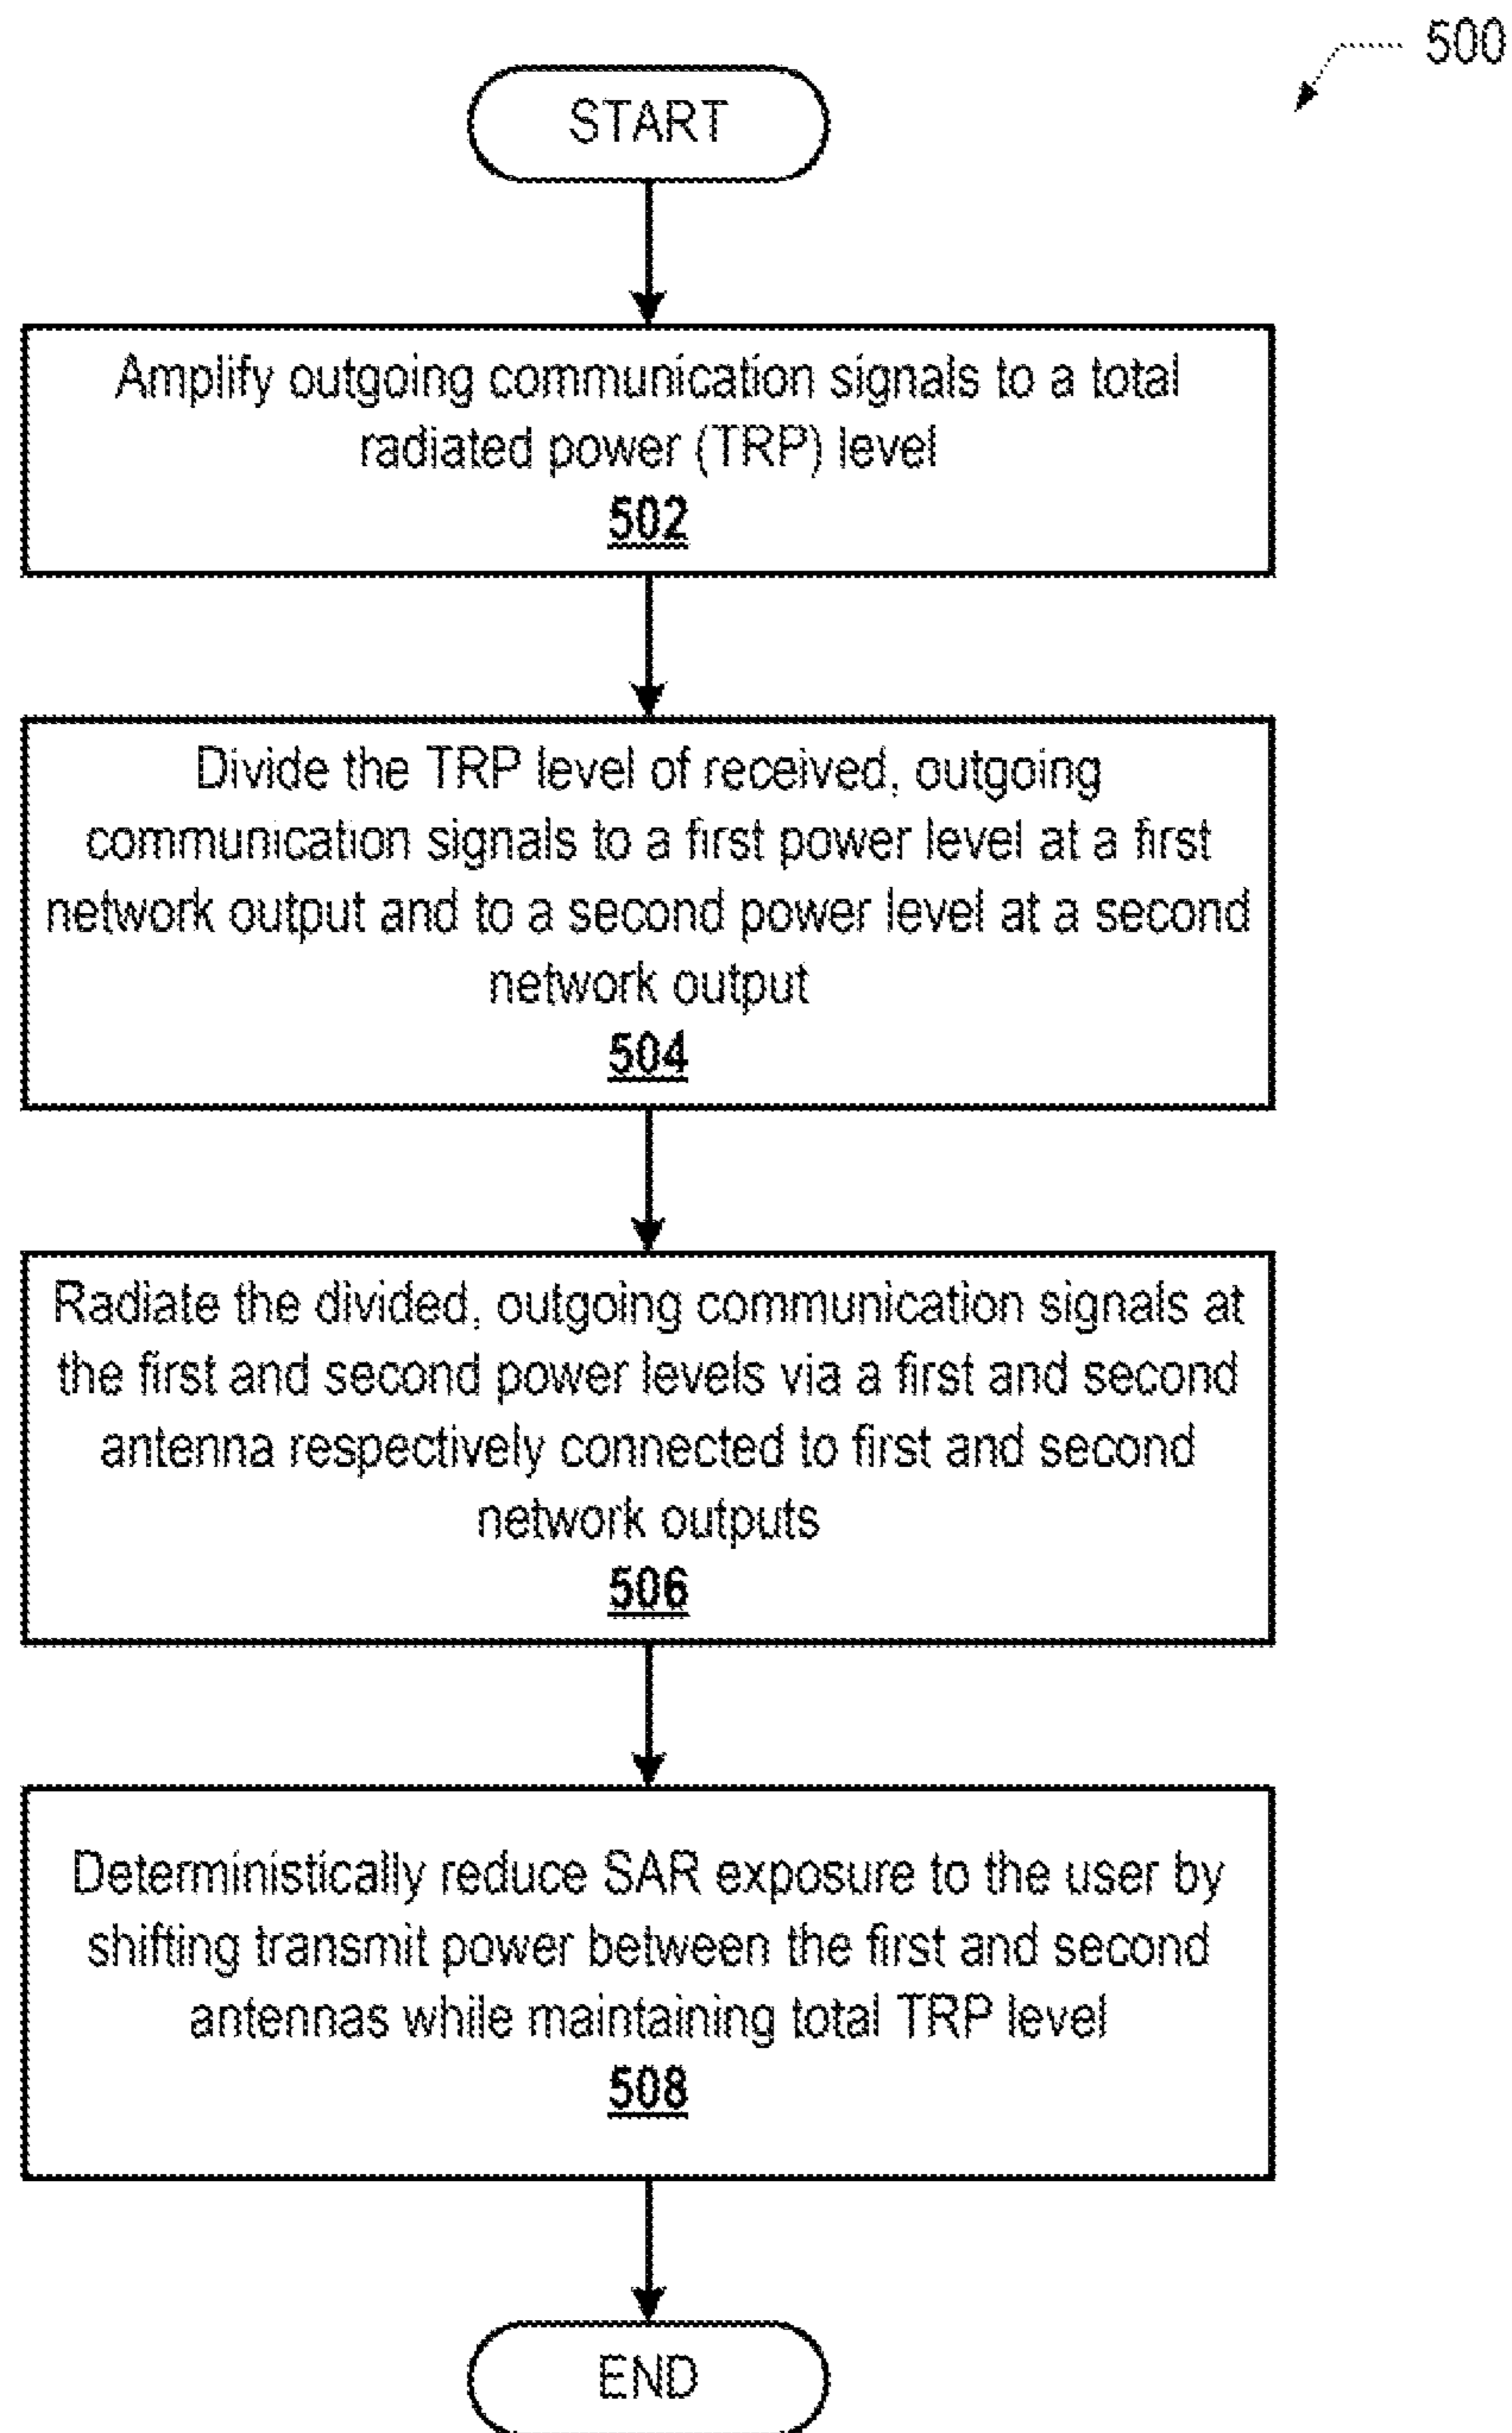 500
START
Amplify outgoing communication signals to a total
radiated power (TRP) level
502
Divide the TRP level of received, outgoing
communication signals to a first power level at a first
network output and to a second power level at a second
network output
504
Radiate the divided, outgoing communication signals at
the first and second power levels via a first and second
antenna respectively connected to first and second
network outputs
506
Deterministically reduce SAR exposure to the user by
shifting transmit power between the first and second
antennas while maintaining total TRP level
508
END